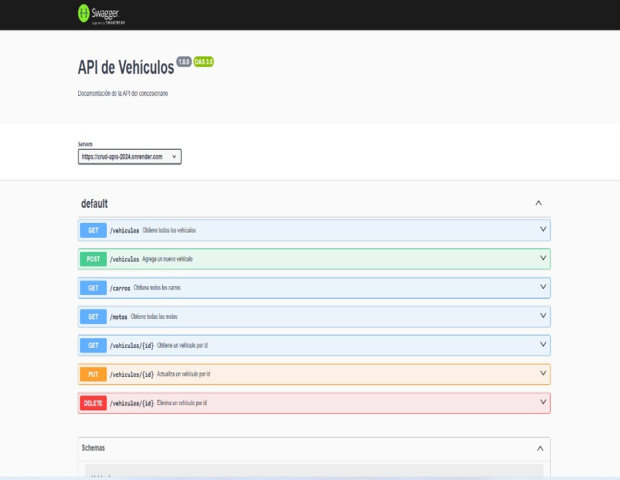 Swagger
API de Vehículos 1.0.0 OAS 3.0
Documentación de la API del concesionario
Servers
https://crud-apis-2024.onrender.com
default
GET /vehiculos Obtiene todos los vehículos
POST /vehiculos Agrega un nuevo vehículo
GET /carros Obtiene todos los carros
GET /motos Obtiene todas las motos
GET /vehiculos/{id} Obtiene un vehículo por id
PUT /vehiculos/{id} Actualiza un vehículo por id
DELETE /vehiculos/{id} Elimina un vehículo por id
Schemas